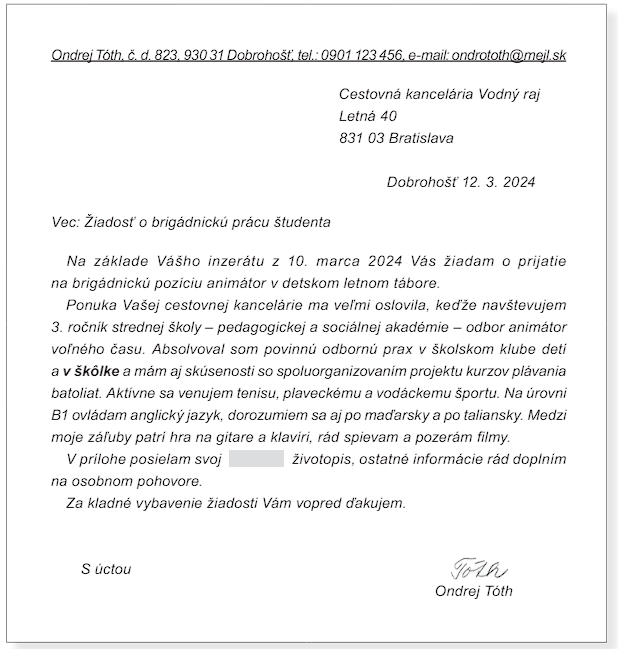 Ondrej Tóth, č. d. 823, 930 31 Dobrohošť, tel.: 0901 123 456, e-mail: ondrototh@mejl.sk
Cestovná kancelária Vodný raj
Letná 40
831 03 Bratislava
Dobrohošť 12. 3. 2024
Vec: Žiadosť o brigádnickú prácu študenta
Na základe Vášho inzerátu z 10. marca 2024 Vás žiadam o prijatie
na brigádnickú pozíciu animátor v detskom letnom tábore.
Ponuka Vašej cestovnej kancelárie ma veľmi oslovila, keďže navštevujem
3. ročník strednej školy – pedagogickej a sociálnej akadémie – odbor animátor
voľného času. Absolvoval som povinnú odbornú prax v školskom klube detí
a v škôlke a mám aj skúsenosti so spoluorganizovaním projektu kurzov plávania
batoliat. Aktívne sa venujem tenisu, plaveckému a vodáckemu športu. Na úrovni
B1 ovládam anglický jazyk, dorozumiem sa aj po maďarsky a po taliansky. Medzi
moje záľuby patrí hra na gitare a klavíri, rád spievam a pozerám filmy.
V prílohe posielam svoj životopis, ostatné informácie rád doplním
na osobnom pohovore.
Za kladné vybavenie žiadosti Vám vopred ďakujem.
S úctou
Tóth
Ondrej Tóth